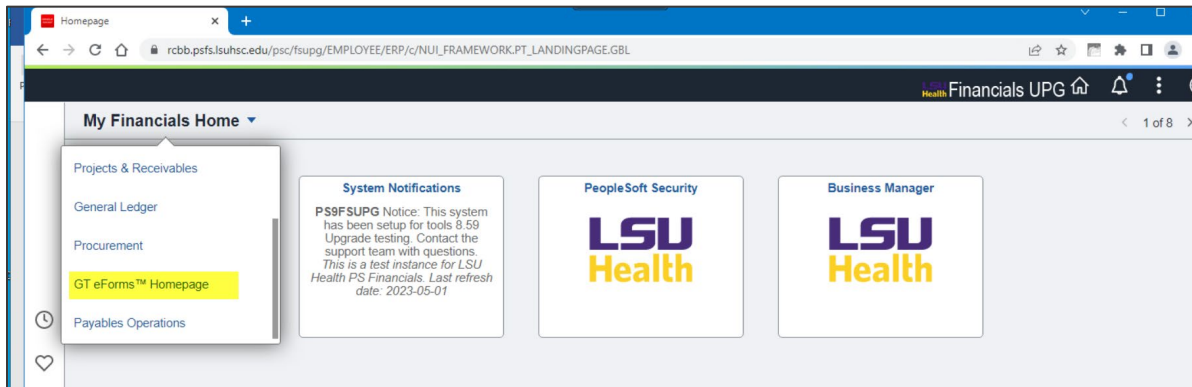 Homepage
rcbb.psfs.lsuhsc.edu/psc/fsupg/EMPLOYEE/ERP/c/NUI_FRAMEWORK.PT_LANDINGPAGE.GBL
LSU Health Financials UPG
My Financials Home
1 of 8
Projects & Receivables
General Ledger
Procurement
GT eForms™ Homepage
Payables Operations
System Notifications
PS9FSUPG Notice: This system
has been setup for tools 8.59
Upgrade testing. Contact the
support team with questions.
This is a test instance for LSU
Health PS Financials. Last refresh
date: 2023-05-01
PeopleSoft Security
LSU
Health
Business Manager
LSU
Health